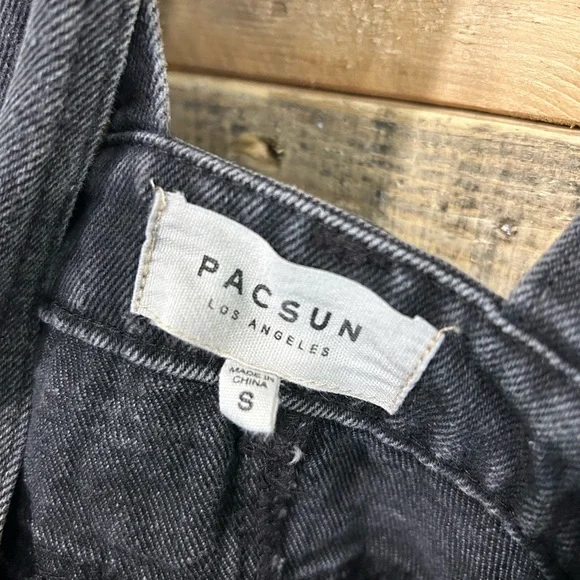 PACSUN
LOS ANGELES
MADE IN
CHINA
S